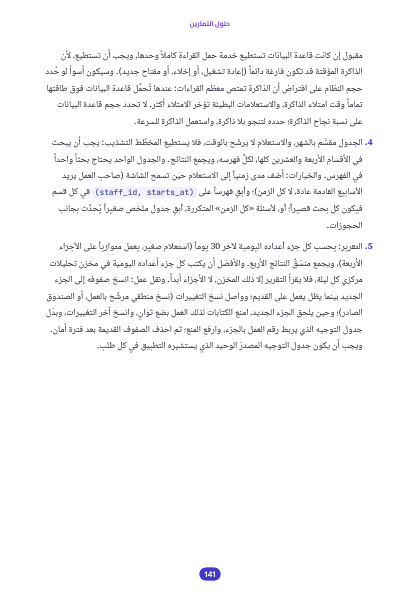 حلول التمارين
مقبول إن كانت قاعدة البيانات تستطيع خدمة حمل القراءة كاملاً وحدها، ويجب أن تستطيع، لأن
الذاكرة المؤقتة قد تكون فارغة دائماً (إعادة تشغيل، أو إخلاء، أو مفتاح جديد). وسيكون أسوأ لو حُدد
حجم النظام على افتراض أن الذاكرة تمتص معظم القراءات: عندها تُحمَّل قاعدة البيانات فوق طاقتها
تماماً وقت امتلاء الذاكرة، والاستعلامات البطيئة تؤخر الامتلاء أكثر. لا تحدد حجم قاعدة البيانات
على نسبة نجاح الذاكرة؛ حدده لتنجو بلا ذاكرة، واستعمل الذاكرة للسرعة.
4. الجدول مقسَّم بالشهر، والاستعلام لا يرشّح بالوقت، فلا يستطيع المخطِّط التشذيب: يجب أن يبحث
في الأقسام الأربعة والعشرين كلها، لكلٍّ فهرسه، ويجمع النتائج. والجدول الواحد يحتاج بحثاً واحداً
في الفهرس. والخيارات: أضف مدى زمنياً إلى الاستعلام حين تسمح الشاشة (صاحب العمل يريد
الأسابيع القادمة عادة، لا كل الزمن)؛ وأبقِ فهرساً على (staff_id, starts_at) في كل قسم
فيكون كل بحث صغيراً؛ أو، لأسئلة «كل الزمن» المتكررة، أبقِ جدول ملخص صغيراً يُحدَّث بجانب
الحجوزات.
5. التقرير: يحسب كل جزء أعداده اليومية لآخر 30 يوماً (استعلام صغير، يعمل متوازياً على الأجزاء
الأربعة)، ويجمع منسّقٌ النتائج الأربع. والأفضل أن يكتب كل جزء أعداده اليومية في مخزن تحليلات
مركزي كل ليلة، فلا يقرأ التقرير إلا ذلك المخزن، لا الأجزاء أبداً. ونقل عمل: انسخ صفوفه إلى الجزء
الجديد بينما يظل يعمل على القديم؛ وواصل نسخ التغييرات (نسخ منطقي مرشَّح بالعمل، أو الصندوق
الصادر)؛ وحين يلحق الجزء الجديد، امنع الكتابات لذلك العمل بضع ثوانٍ، وانسخ آخر التغييرات، وبدّل
جدول التوجيه الذي يربط رقم العمل بالجزء، وارفع المنع؛ ثم احذف الصفوف القديمة بعد فترة أمان.
ويجب أن يكون جدول التوجيه المصدرَ الوحيد الذي يستشيره التطبيق في كل طلب.
141